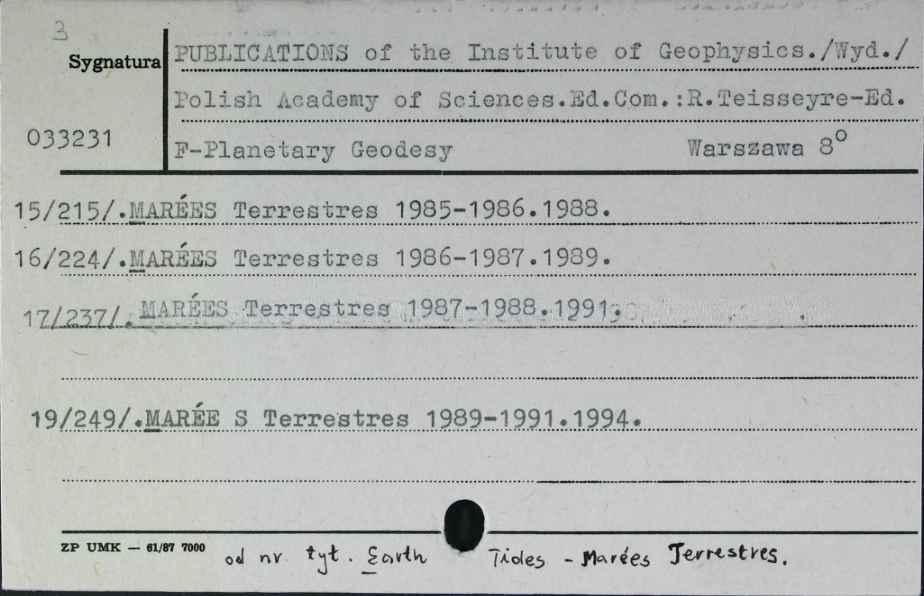 3
Sygnatura
PUBLICATIONS of the Institute of Geophysics./Wyd./
Polish Academy of Sciences.Ed.Com.:R.Teisseyre-Ed.
033231
F-Planetary Geodesy Warszawa 8°
15/215/.MARÉES Terrestres 1985-1986.1988.
16/224/.MARÉES Terrestres 1986-1987.1989.
17/237/. MARÉES Terrestres 1987-1988.1991.
19/249/.MARÉE S Terrestres 1989-1991.1994.
ZP UMK — 61/87 7000
od nr tyt. Earth Tides - Marées Terrestres.